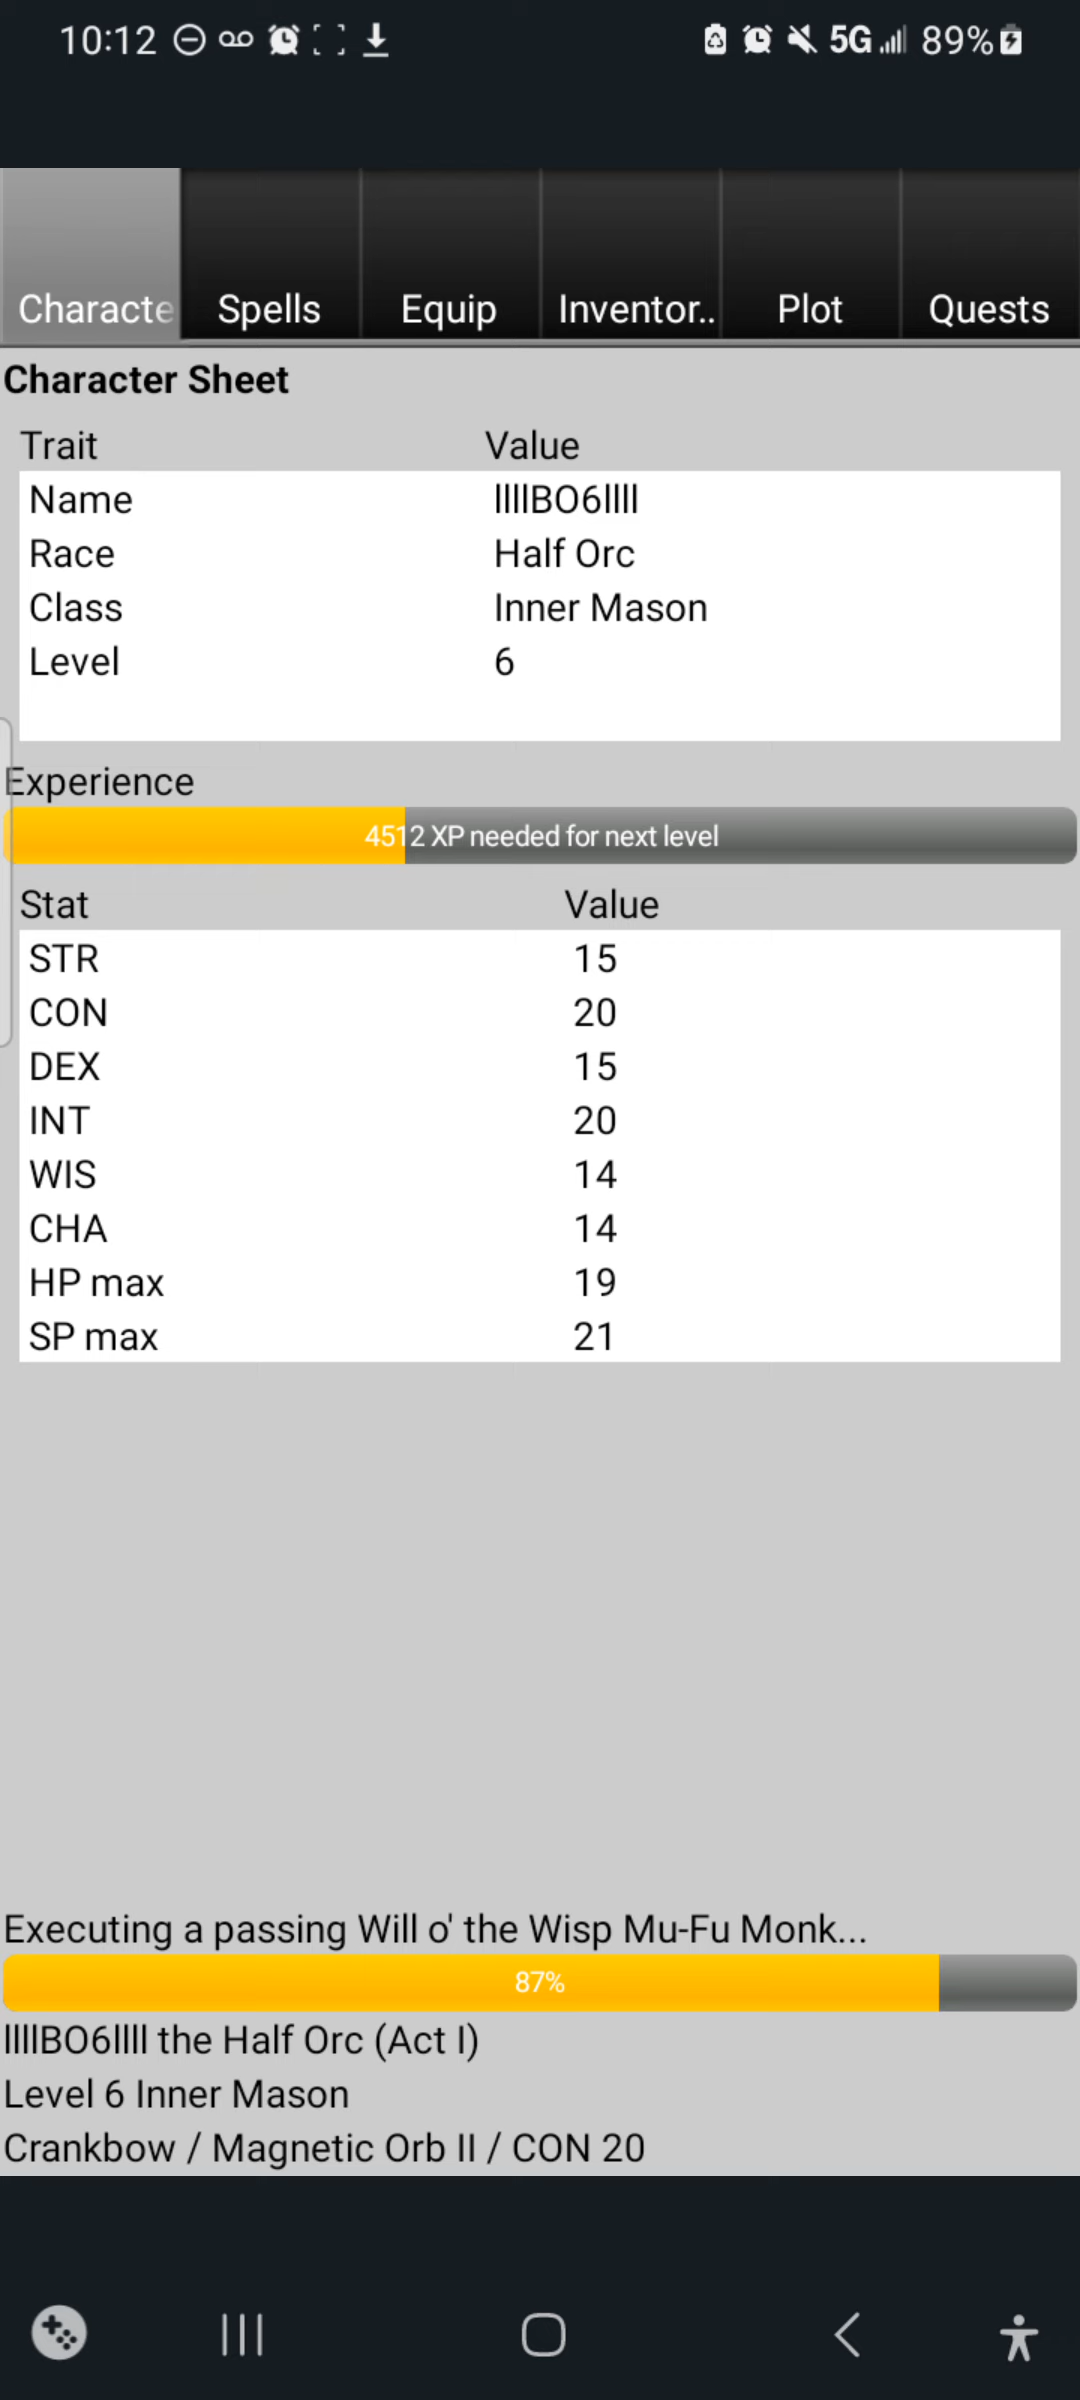 10:12 5G 89%
Characte Spells Equip Inventor.. Plot Quests
Character Sheet
Trait Value
Name llllBO6llll
Race Half Orc
Class Inner Mason
Level 6
Experience
4512 XP needed for next level
Stat Value
STR 15
CON 20
DEX 15
INT 20
WIS 14
CHA 14
HP max 19
SP max 21
Executing a passing Will o' the Wisp Mu-Fu Monk...
87%
llllBO6llll the Half Orc (Act I)
Level 6 Inner Mason
Crankbow / Magnetic Orb II / CON 20